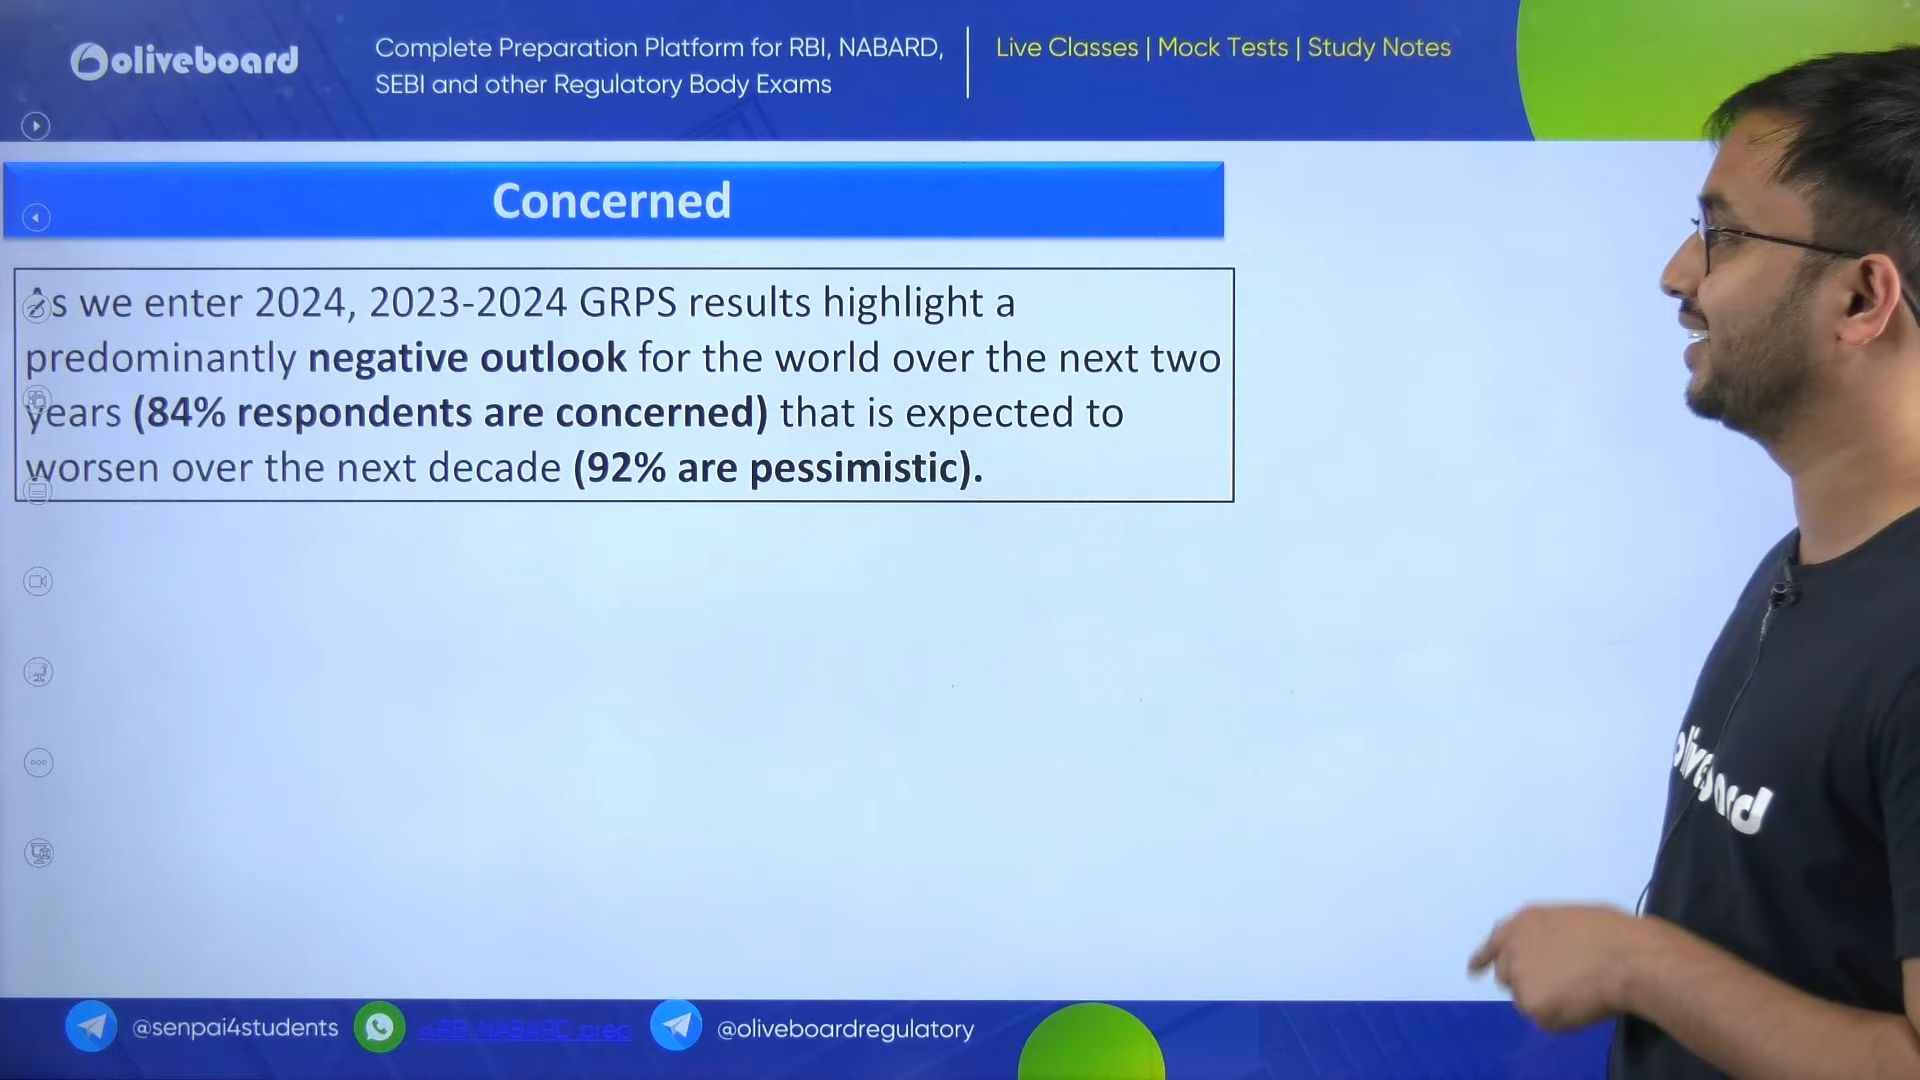 oliveboard
Complete Preparation Platform for RBI, NABARD,
SEBI and other Regulatory Body Exams
Live Classes | Mock Tests | Study Notes
Concerned
As we enter 2024, 2023-2024 GRPS results highlight a
predominantly negative outlook for the world over the next two
years (84% respondents are concerned) that is expected to
worsen over the next decade (92% are pessimistic).
oliveboard
@senpai4students
@oliveboardregulatory